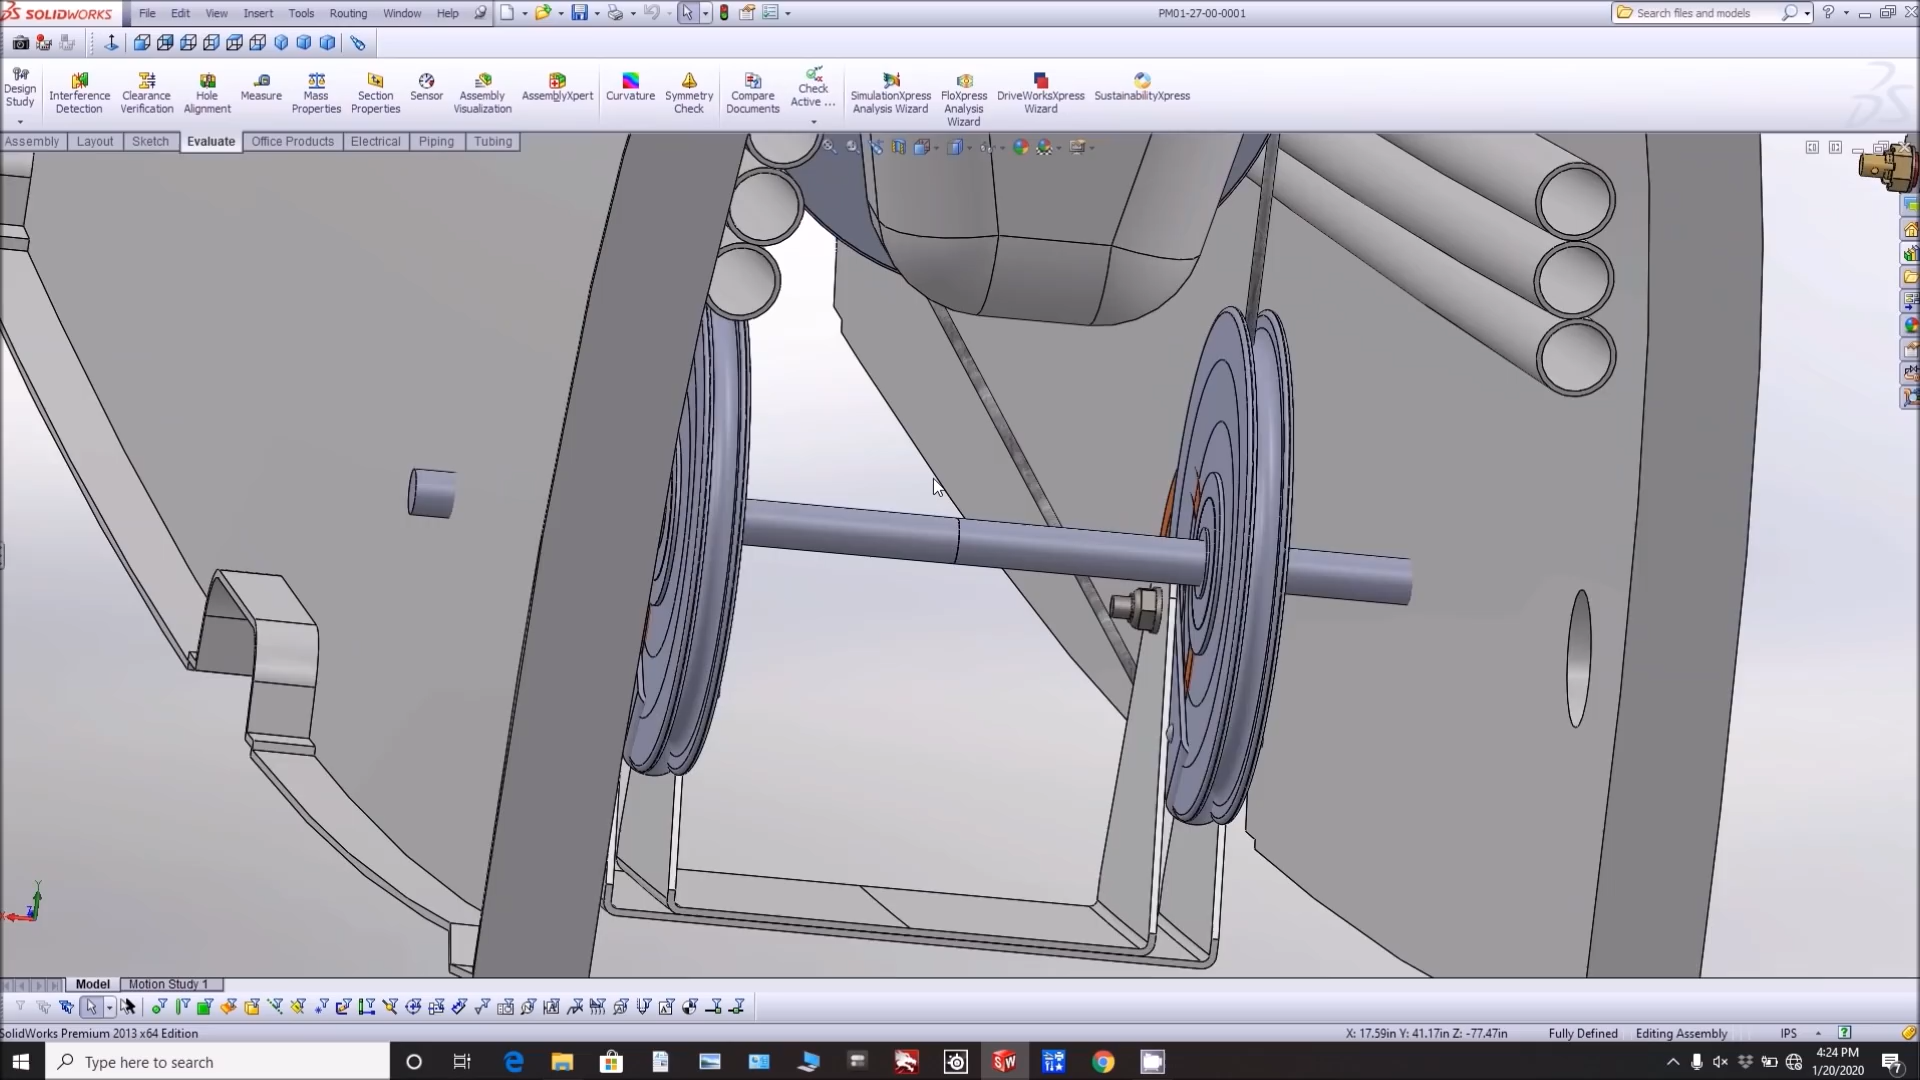 SOLIDWORKS File Edit View Insert Tools Routing Window Help PM01-27-00-0001 Search files and models
Design Study
Interference Detection
Clearance Verification
Hole Alignment
Measure
Mass Properties
Section Properties
Sensor
Assembly Visualization
AssemblyXpert
Curvature
Symmetry Check
Compare Documents
Check Active ...
SimulationXpress Analysis Wizard
FloXpress Analysis Wizard
DriveWorksXpress Wizard
SustainabilityXpress
Assembly Layout Sketch Evaluate Office Products Electrical Piping Tubing
Y
Model Motion Study 1
SolidWorks Premium 2013 x64 Edition X: 17.59in Y: 41.17in Z: -77.47in Fully Defined Editing Assembly IPS
Type here to search
SW
4:24 PM
1/20/2020
7